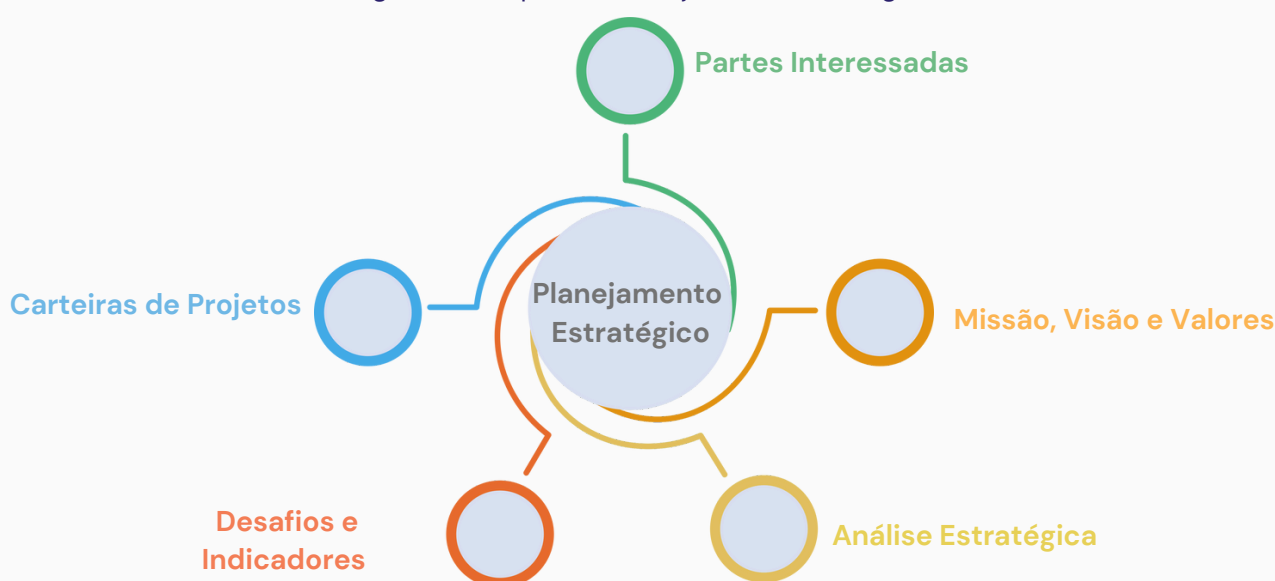 Partes Interessadas
Planejamento
Estratégico
Carteiras de Projetos
Missão, Visão e Valores
Desafios e
Indicadores
Análise Estratégica